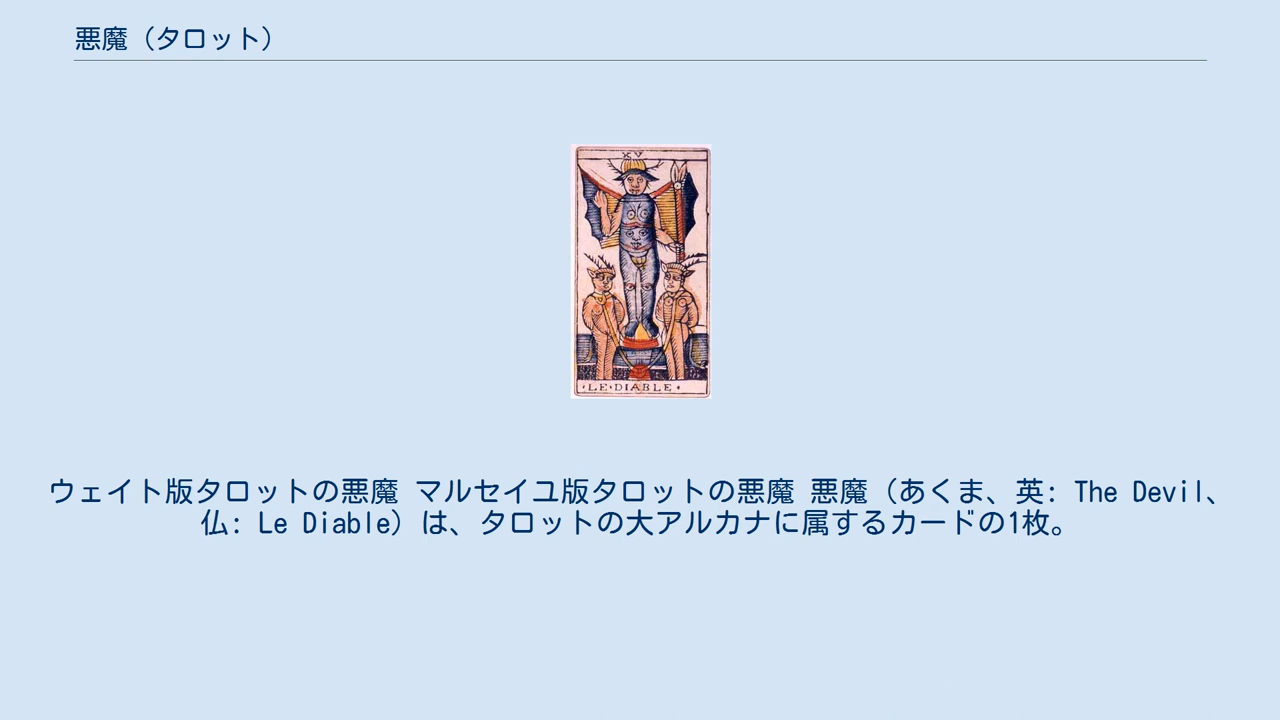 悪魔（タロット）
XV
·LE·DIABLE·
ウェイト版タロットの悪魔 マルセイユ版タロットの悪魔 悪魔（あくま、英: The Devil、
仏: Le Diable）は、タロットの大アルカナに属するカードの1枚。